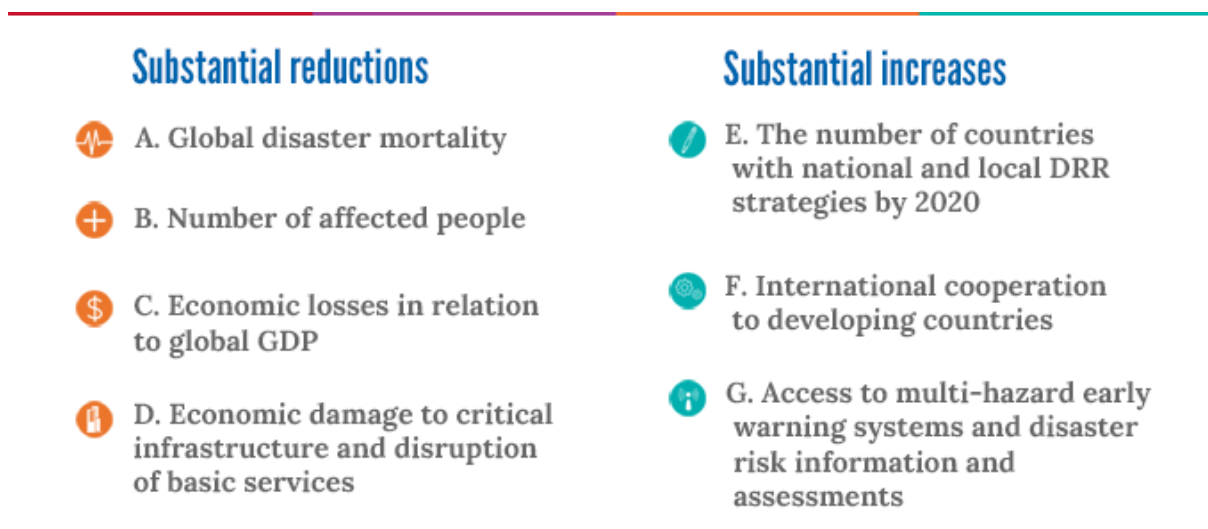 Substantial reductions
A. Global disaster mortality
B. Number of affected people
C. Economic losses in relation
to global GDP
D. Economic damage to critical
infrastructure and disruption
of basic services
Substantial increases
E. The number of countries
with national and local DRR
strategies by 2020
F. International cooperation
to developing countries
G. Access to multi-hazard early
warning systems and disaster
risk information and
assessments